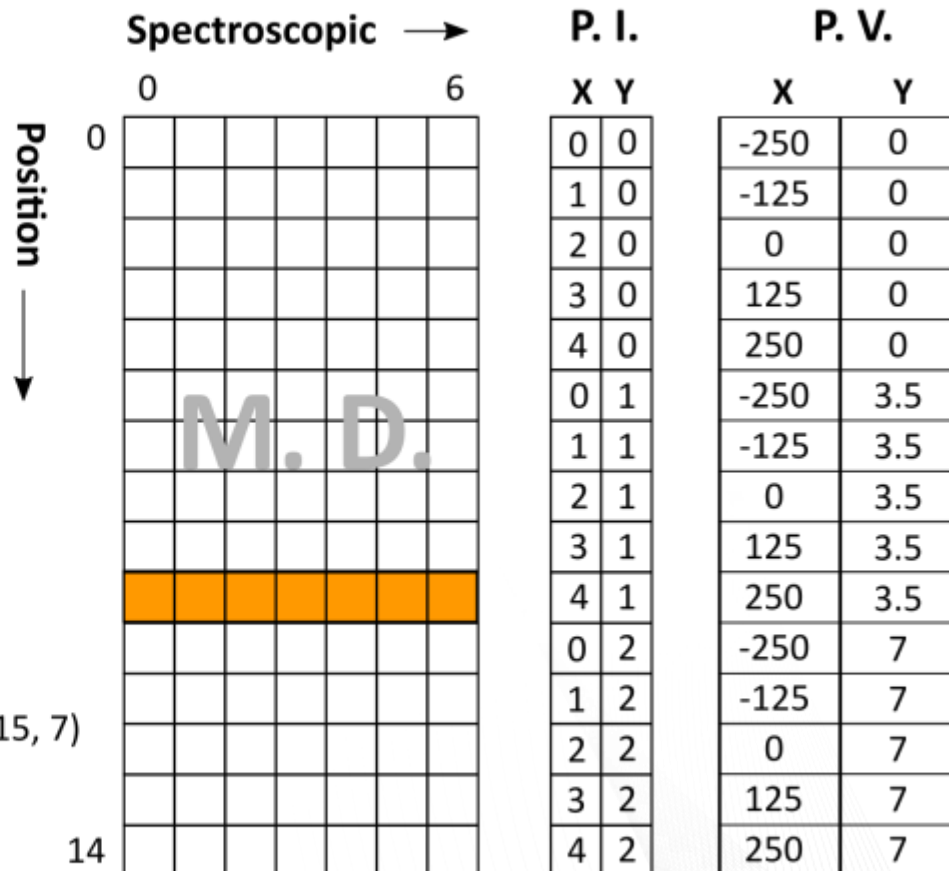 Spectroscopic P. I. P. V.
0 6 X Y X Y
Position
0 0 0 -250 0
1 0 -125 0
2 0 0 0
3 0 125 0
4 0 250 0
M. D.
0 1 -250 3.5
1 1 -125 3.5
2 1 0 3.5
3 1 125 3.5
4 1 250 3.5
0 2 -250 7
1 2 -125 7
15, 7)
2 2 0 7
3 2 125 7
14 4 2 250 7